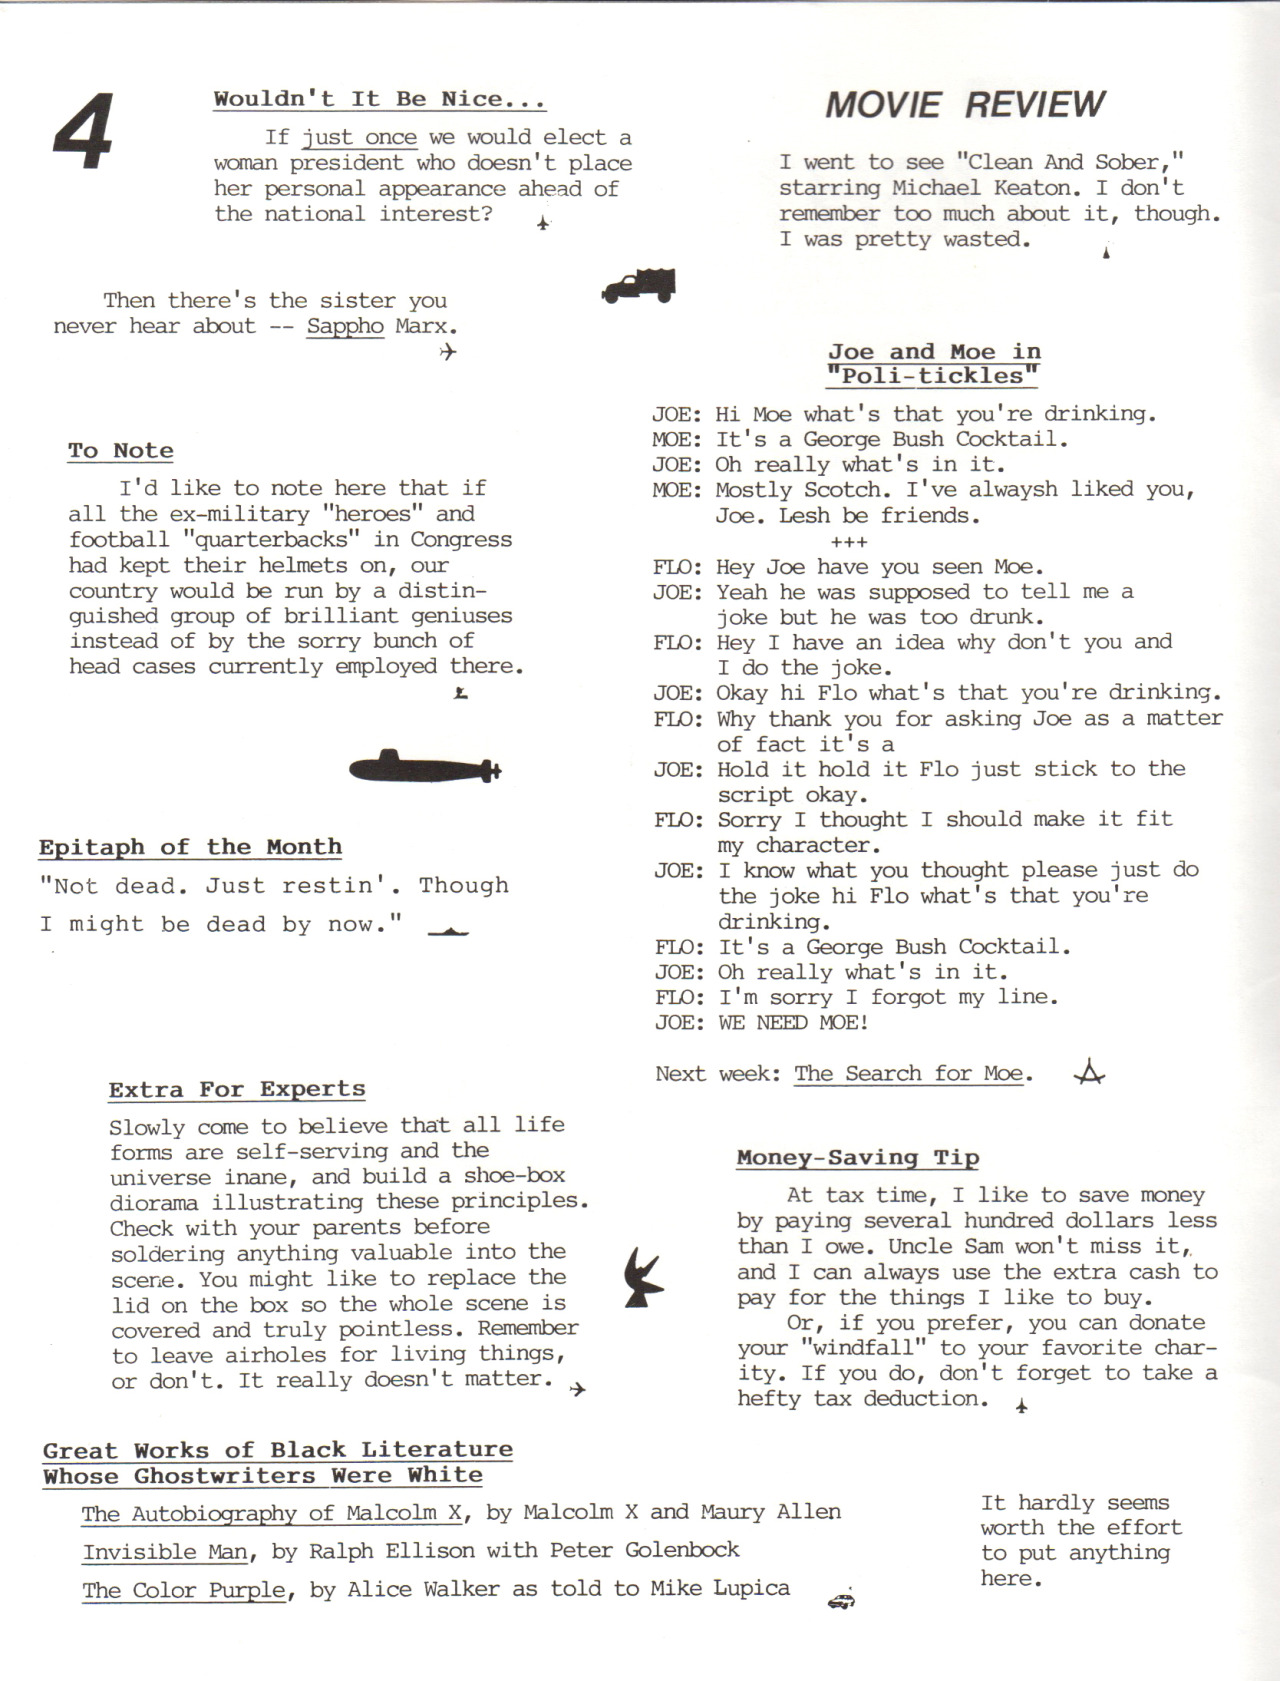 4
Wouldn't It Be Nice...
If just once we would elect a
woman president who doesn't place
her personal appearance ahead of
the national interest?
Then there's the sister you
never hear about -- Sappho Marx.
To Note
I'd like to note here that if
all the ex-military "heroes" and
football "quarterbacks" in Congress
had kept their helmets on, our
country would be run by a distin-
guished group of brilliant geniuses
instead of by the sorry bunch of
head cases currently employed there.
Epitaph of the Month
"Not dead. Just restin'. Though
I might be dead by now."
Extra For Experts
Slowly come to believe that all life
forms are self-serving and the
universe inane, and build a shoe-box
diorama illustrating these principles.
Check with your parents before
soldering anything valuable into the
scene. You might like to replace the
lid on the box so the whole scene is
covered and truly pointless. Remember
to leave airholes for living things,
or don't. It really doesn't matter.
MOVIE REVIEW
I went to see "Clean And Sober,"
starring Michael Keaton. I don't
remember too much about it, though.
I was pretty wasted.
Joe and Moe in
"Poli-tickles"
JOE: Hi Moe what's that you're drinking.
MOE: It's a George Bush Cocktail.
JOE: Oh really what's in it.
MOE: Mostly Scotch. I've alwaysh liked you,
Joe. Lesh be friends.
+++
FLO: Hey Joe have you seen Moe.
JOE: Yeah he was supposed to tell me a
joke but he was too drunk.
FLO: Hey I have an idea why don't you and
I do the joke.
JOE: Okay hi Flo what's that you're drinking.
FLO: Why thank you for asking Joe as a matter
of fact it's a
JOE: Hold it hold it Flo just stick to the
script okay.
FLO: Sorry I thought I should make it fit
my character.
JOE: I know what you thought please just do
the joke hi Flo what's that you're
drinking.
FLO: It's a George Bush Cocktail.
JOE: Oh really what's in it.
FLO: I'm sorry I forgot my line.
JOE: WE NEED MOE!
Next week: The Search for Moe.
Money-Saving Tip
At tax time, I like to save money
by paying several hundred dollars less
than I owe. Uncle Sam won't miss it,
and I can always use the extra cash to
pay for the things I like to buy.
Or, if you prefer, you can donate
your "windfall" to your favorite char-
ity. If you do, don't forget to take a
hefty tax deduction.
Great Works of Black Literature
Whose Ghostwriters Were White
The Autobiography of Malcolm X, by Malcolm X and Maury Allen
Invisible Man, by Ralph Ellison with Peter Golenbock
The Color Purple, by Alice Walker as told to Mike Lupica
It hardly seems
worth the effort
to put anything
here.